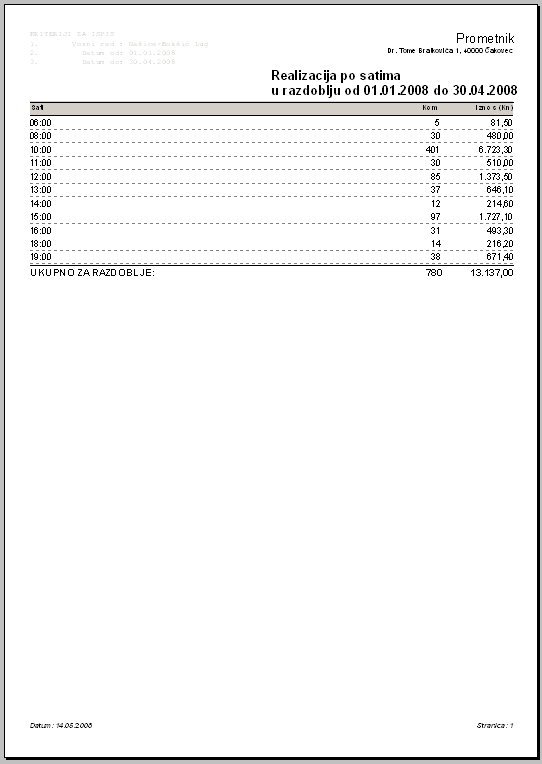 KRITERIJI ZA ISPIS
1. Vozni red =
2. Datum od: 01.01.2008
3. Datum do: 30.04.2008
Prometnik
Dr. Tome Bratkovića 1, 40000 Čakovec
Realizacija po satima
u razdoblju od 01.01.2008 do 30.04.2008
Sati Kom Iznos (Kn)
06:00 5 81,50
08:00 30 480,00
10:00 401 6.723,30
11:00 30 510,00
12:00 85 1.373,50
13:00 37 646,10
14:00 12 214,60
15:00 97 1.727,10
16:00 31 493,30
18:00 14 216,20
19:00 38 671,40
UKUPNO ZA RAZDOBLJE: 780 13.137,00
Datum: 14.05.2008 Stranica: 1